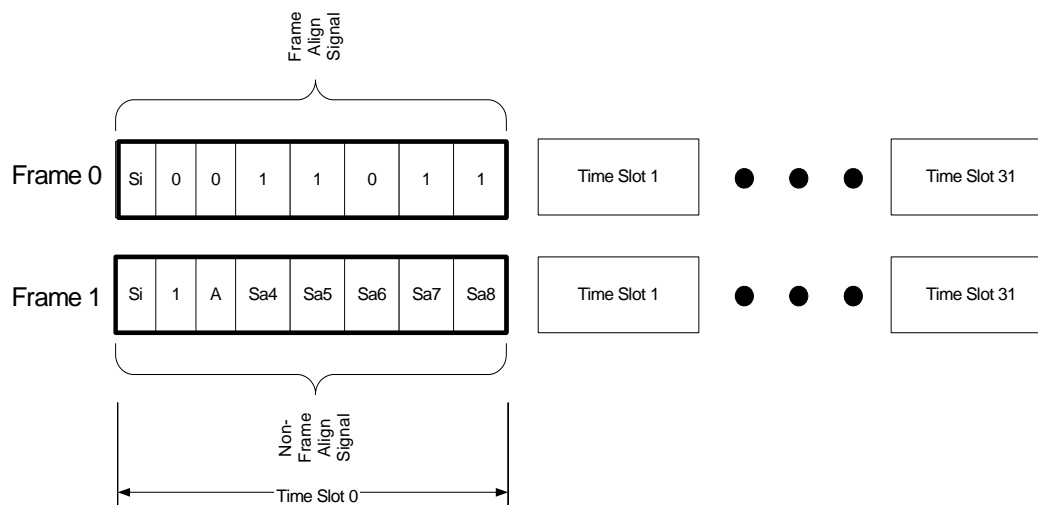 Frame
Align
Signal
Frame 0
Si 0 0 1 1 0 1 1
Time Slot 1
Time Slot 31
Frame 1
Si 1 A Sa4 Sa5 Sa6 Sa7 Sa8
Time Slot 1
Time Slot 31
Non-
Frame
Align
Signal
Time Slot 0